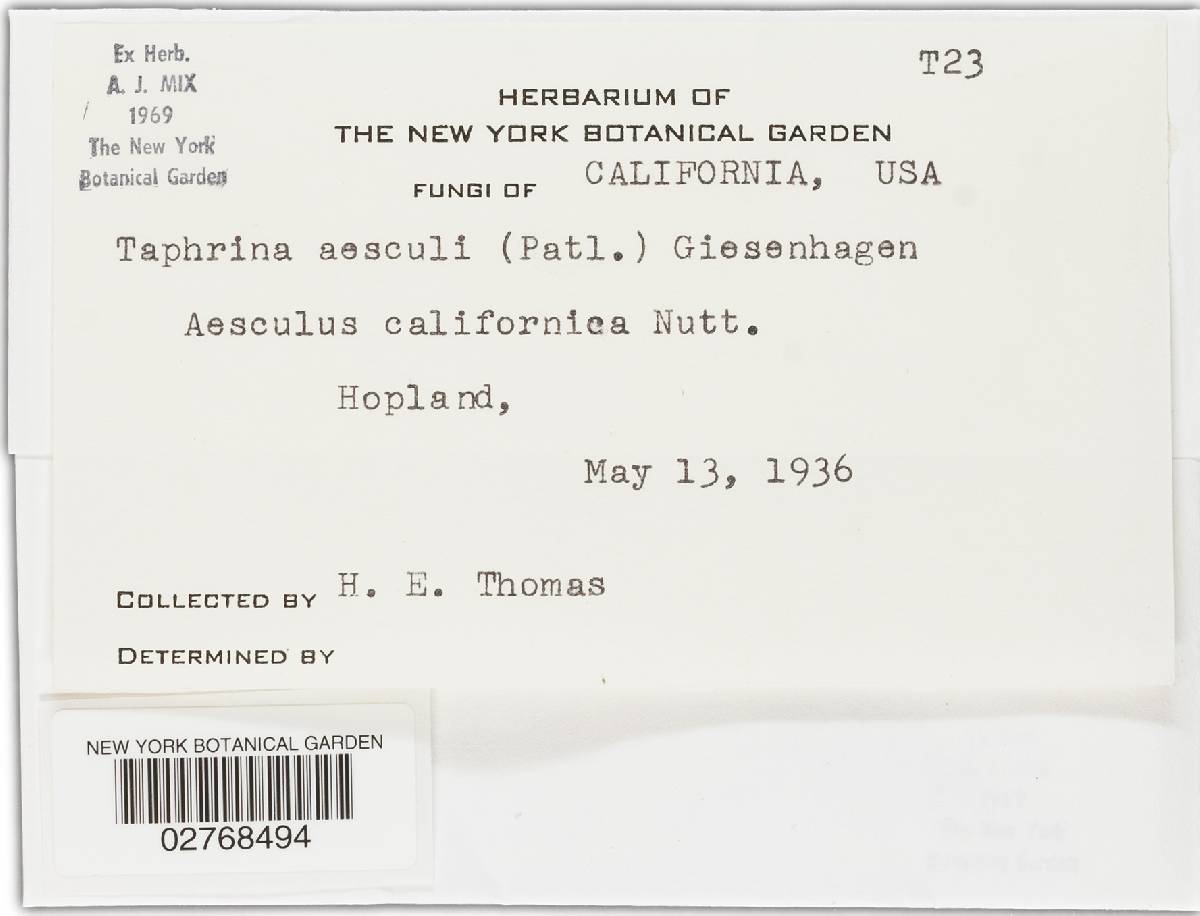 Ex Herb.
A. J. MIX
1969
The New York
Botanical Garden
T23
HERBARIUM OF
THE NEW YORK BOTANICAL GARDEN
FUNGI OF CALIFORNIA, USA
Taphrina aesculi (Patl.) Giesenhagen
Aesculus californica Nutt.
Hopland,
May 13, 1936
COLLECTED BY H. E. Thomas
DETERMINED BY
NEW YORK BOTANICAL GARDEN
02768494